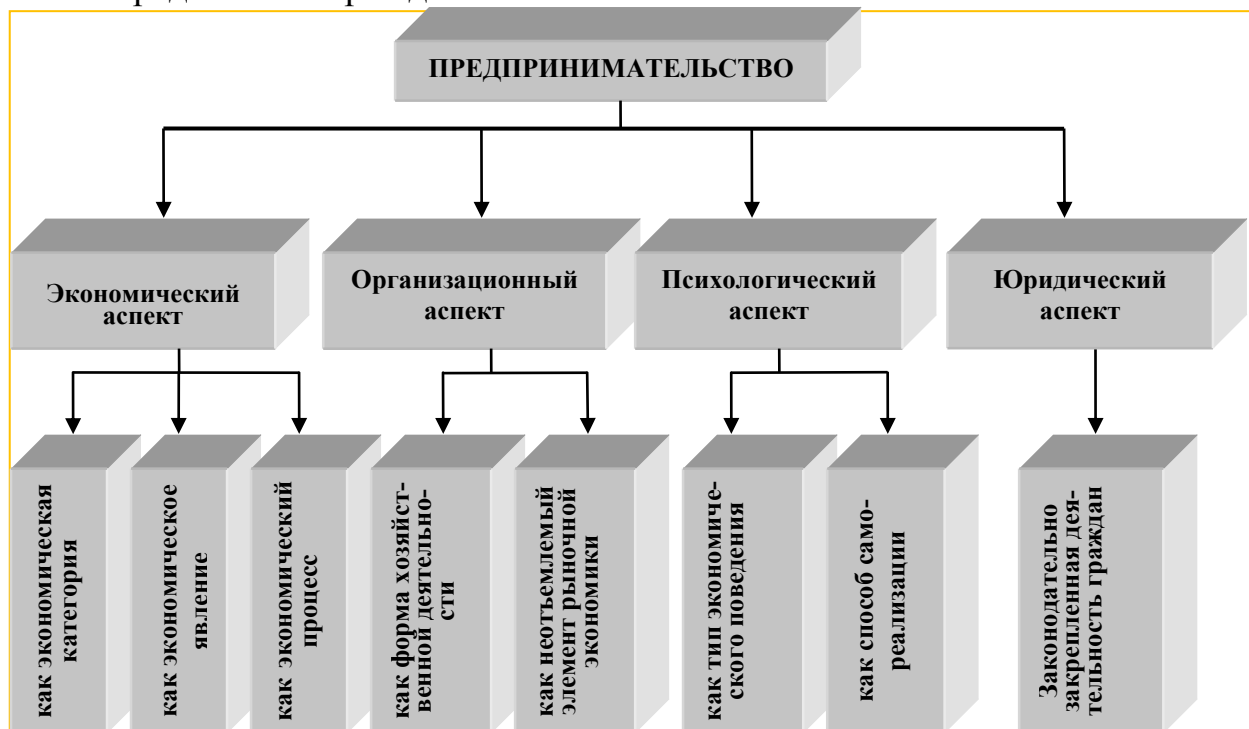 ПРЕДПРИНИМАТЕЛЬСТВО
Экономический
аспект
Организационный
аспект
Психологический
аспект
Юридический
аспект
как экономическая
категория
как экономическое
явление
как экономический
процесс
как форма хозяйст-
венной деятельно-
сти
как неотъемлемый
элемент рыночной
экономики
как тип экономиче-
ского поведения
как способ само-
реализации
Законодательно
закрепленная дея-
тельность граждан